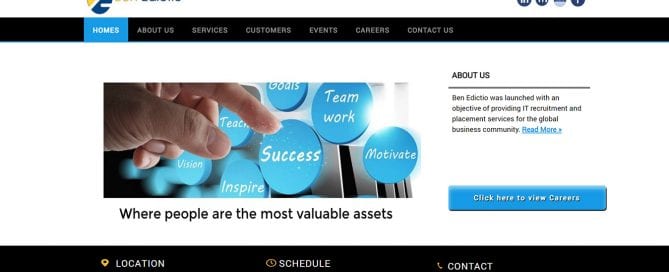 HOMES ABOUT US SERVICES CUSTOMERS EVENTS CAREERS CONTACT US
Goals
Team
work
Teach
Success
Motivate
Vision
Inspire
Where people are the most valuable assets
ABOUT US
Ben Edictio was launched with an
objective of providing IT recruitment and
placement services for the global
business community. Read More »
Click here to view Careers
LOCATION
SCHEDULE
CONTACT